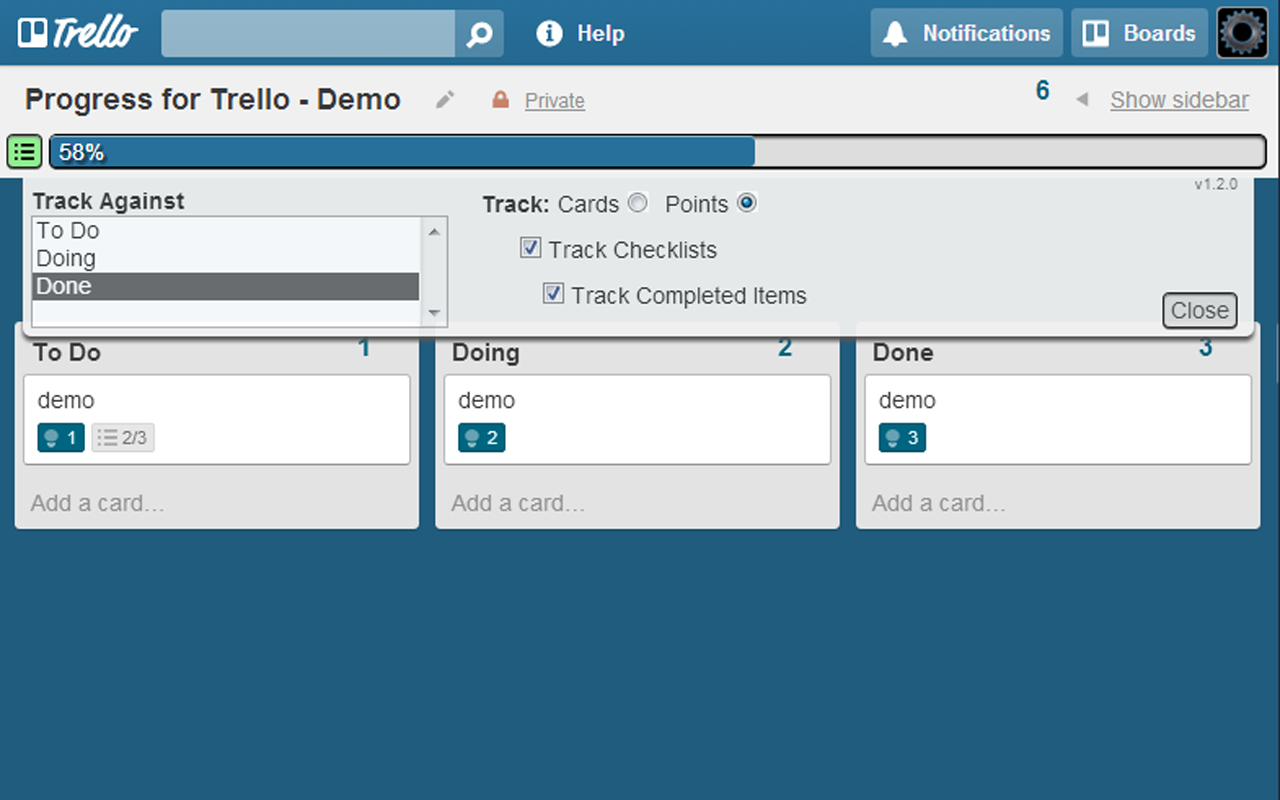 Trello Help Notifications Boards
Progress for Trello - Demo Private 6 Show sidebar
58%
v1.2.0
Track Against Track: Cards Points
To Do
Doing Track Checklists
Done Track Completed Items
Close
To Do 1 Doing 2 Done 3
demo demo demo
1 2/3 2 3
Add a card… Add a card… Add a card…